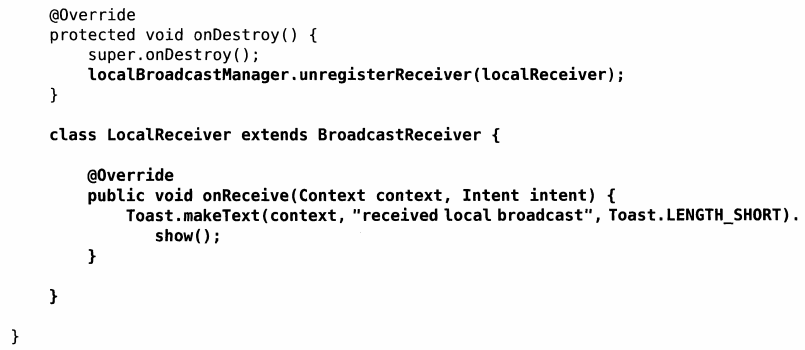 @Override
protected void onDestroy() {
super.onDestroy();
localBroadcastManager.unregisterReceiver(localReceiver);
}
class LocalReceiver extends BroadcastReceiver {
@Override
public void onReceive(Context context, Intent intent) {
Toast.makeText(context, "received local broadcast", Toast.LENGTH_SHORT).
show();
}
}
}